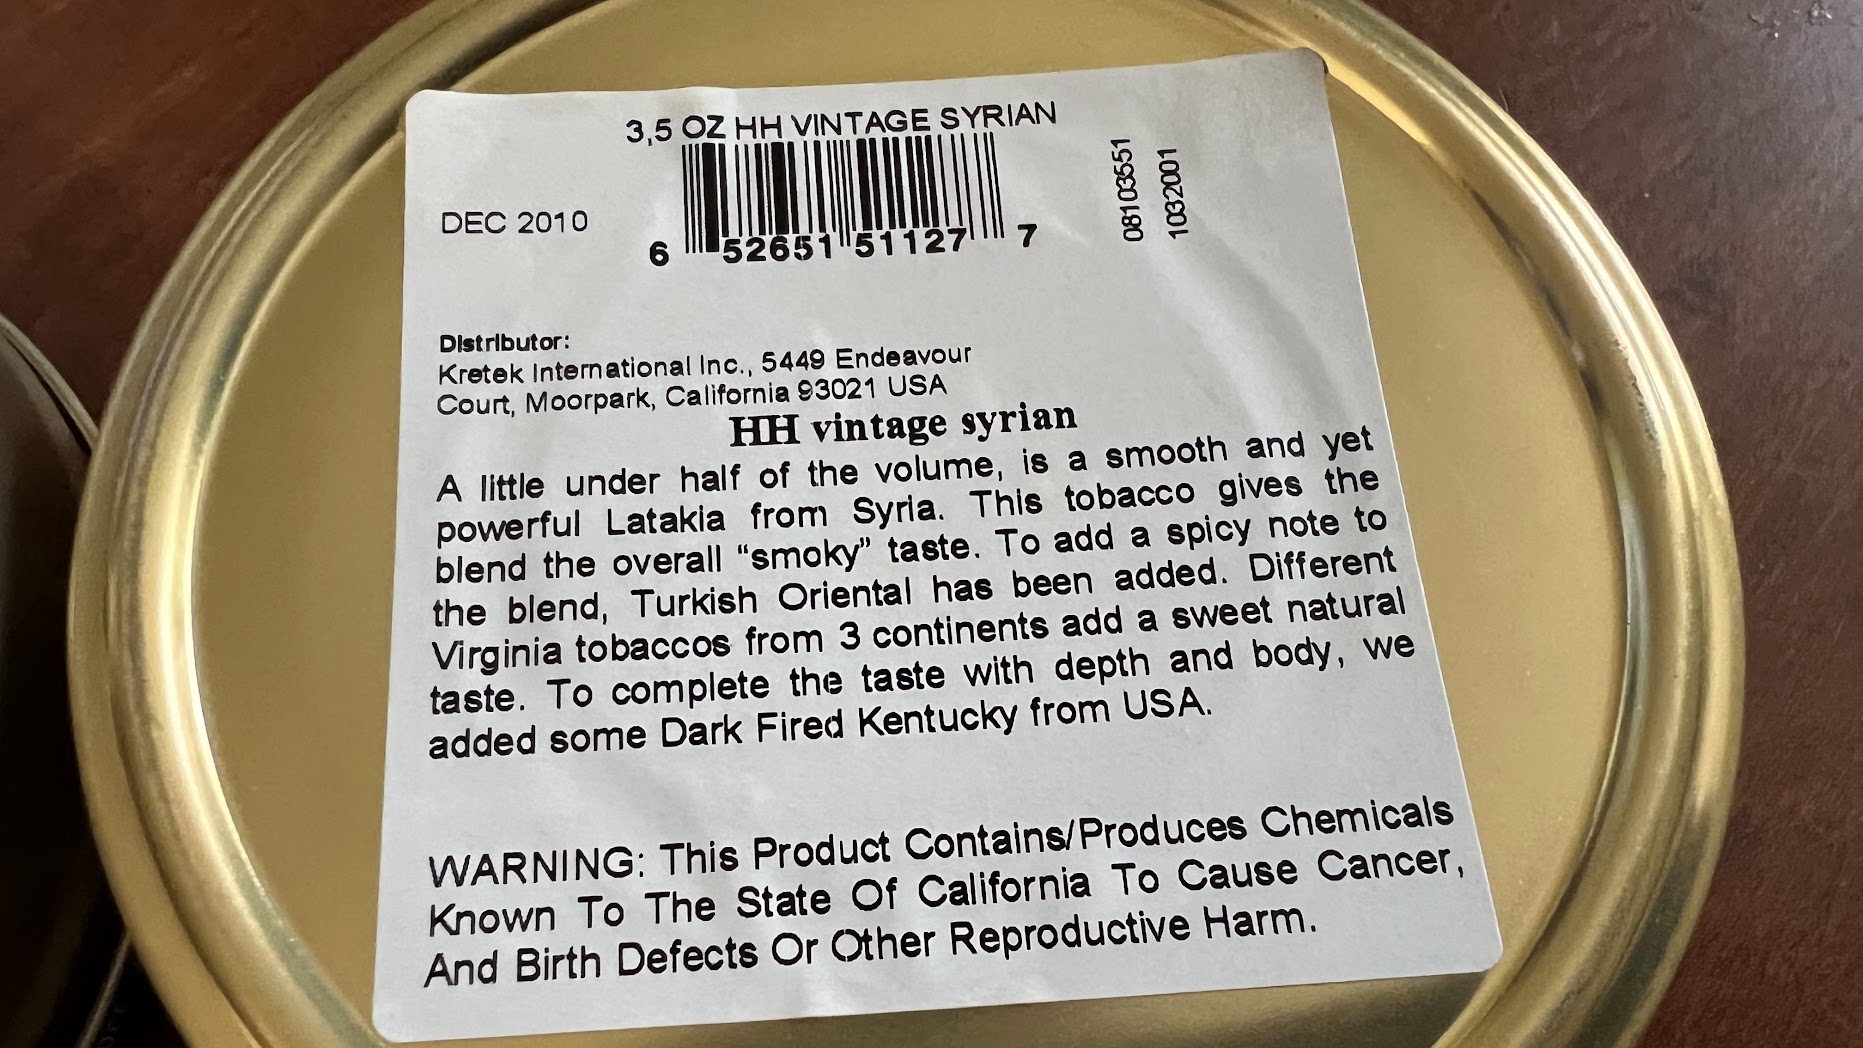 3,5 OZ HH VINTAGE SYRIAN
DEC 2010
6 52651 51127 7
08103551
1032001
Distributor:
Kretek International Inc., 5449 Endeavour
Court, Moorpark, California 93021 USA
HH vintage syrian
A little under half of the volume, is a smooth and yet
powerful Latakia from Syria. This tobacco gives the
blend the overall “smoky” taste. To add a spicy note to
the blend, Turkish Oriental has been added. Different
Virginia tobaccos from 3 continents add a sweet natural
taste. To complete the taste with depth and body, we
added some Dark Fired Kentucky from USA.
WARNING: This Product Contains/Produces Chemicals
Known To The State Of California To Cause Cancer,
And Birth Defects Or Other Reproductive Harm.